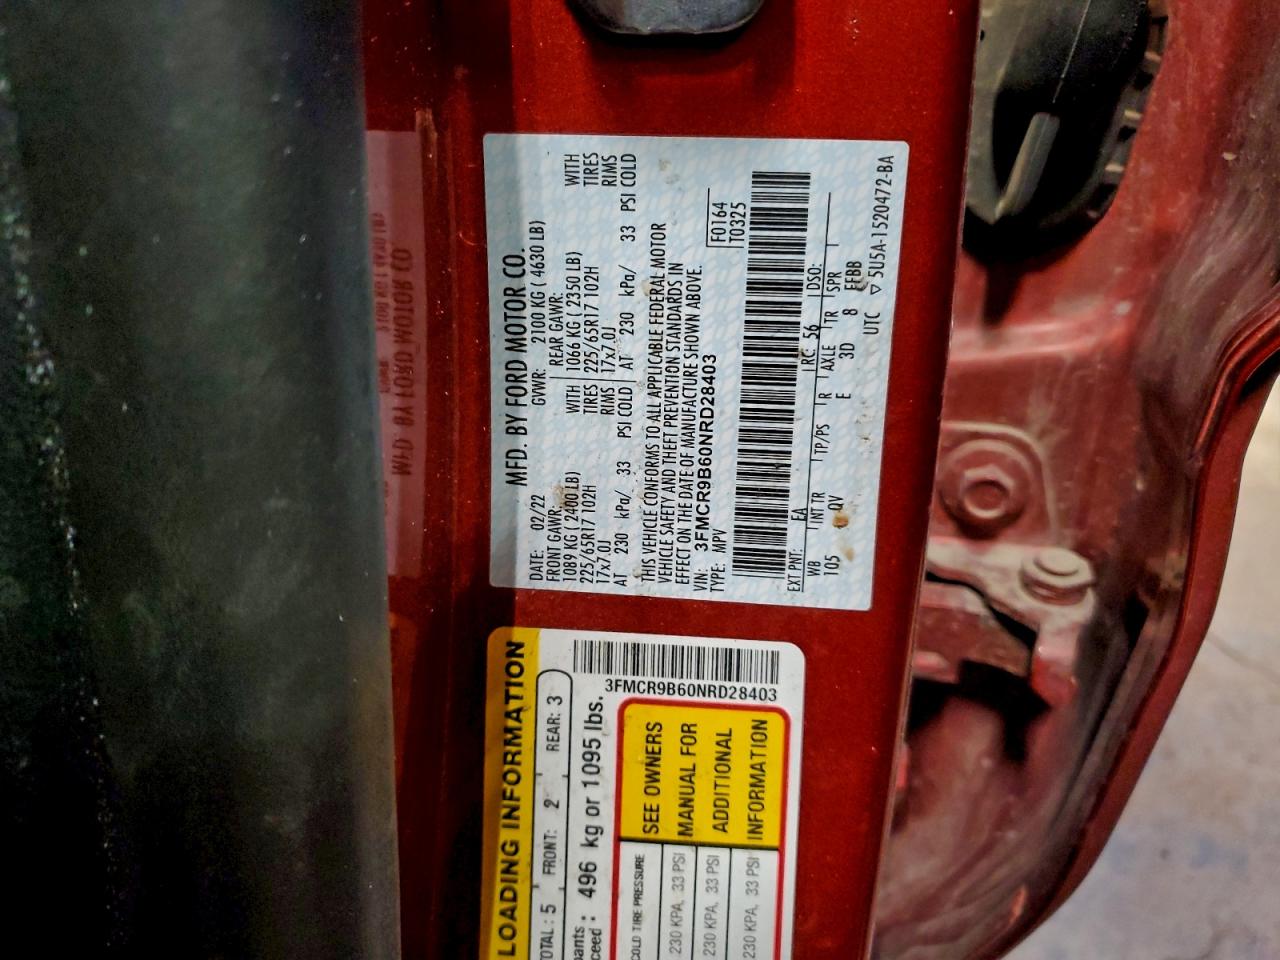 MFD. BY FORD MOTOR CO.
DATE: 02/22 GVWR: 2100 KG ( 4630 LB)
FRONT GAWR: REAR GAWR:
1089 KG ( 2400 LB) WITH 1066 KG ( 2350 LB) WITH
225/65R17 102H TIRES 225/65R17 102H TIRES
17x7.0J RIMS 17x7.0J RIMS
AT 230 kPa/ 33 PSI COLD AT 230 kPa/ 33 PSI COLD
THIS VEHICLE CONFORMS TO ALL APPLICABLE FEDERAL MOTOR
VEHICLE SAFETY AND THEFT PREVENTION STANDARDS IN
EFFECT ON THE DATE OF MANUFACTURE SHOWN ABOVE.
VIN: 3FMCR9B60NRD28403 F0164
TYPE: MPV T0325
EXT PNT: EA RC: 56 DSO:
WB INT TR TP/PS R AXLE TR SPR
105 QV E 3D 8 EEBB
UTC ▽ 5U5A-1520472-BA
LOADING INFORMATION
OTAL : 5 FRONT: 2 REAR: 3
pants
ceed : 496 kg or 1095 lbs.
3FMCR9B60NRD28403
COLD TIRE PRESSURE SEE OWNERS
230 KPA, 33 PSI MANUAL FOR
230 KPA, 33 PSI ADDITIONAL
230 KPA, 33 PSI INFORMATION